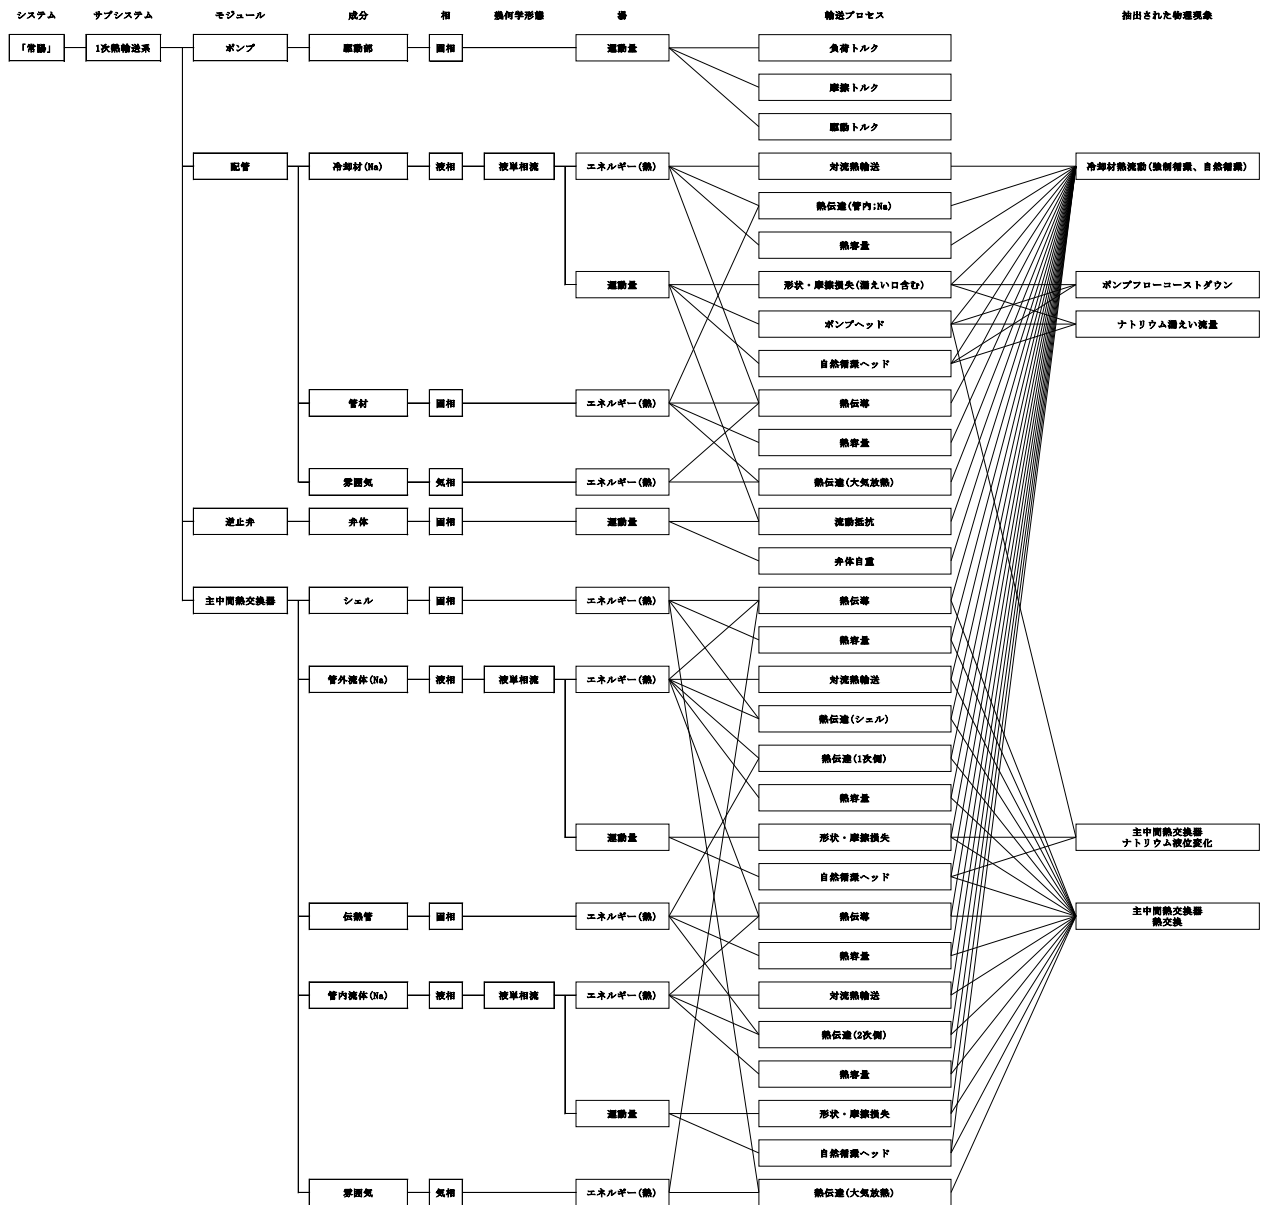 システム サブシステム モジュール 成分 相 幾何学形態 場 輸送プロセス 抽出された物理現象
「常陽」 1次熱輸送系 ポンプ 駆動部 固相 運動量 負荷トルク
摩擦トルク
駆動トルク
配管 冷却材(Na) 液相 液単相流 エネルギー(熱) 対流熱輸送 冷却材熱流動(強制循環、自然循環)
熱伝達(管内:Na)
熱容量
運動量 形状・摩擦損失(漏えい口含む) ポンプフローコーストダウン
ポンプヘッド ナトリウム漏えい流量
自然循環ヘッド
管材 固相 エネルギー(熱) 熱伝導
熱容量
雰囲気 気相 エネルギー(熱) 熱伝達(大気放熱)
逆止弁 弁体 固相 運動量 流動抵抗
弁体自重
主中間熱交換器 シェル 固相 エネルギー(熱) 熱伝導
熱容量
管外流体(Na) 液相 液単相流 エネルギー(熱) 対流熱輸送
熱伝達(シェル)
熱伝達(1次側)
熱容量
運動量 形状・摩擦損失 主中間熱交換器
ナトリウム液位変化
自然循環ヘッド
伝熱管 固相 エネルギー(熱) 熱伝導 主中間熱交換器
熱交換
熱容量
管内流体(Na) 液相 液単相流 エネルギー(熱) 対流熱輸送
熱伝達(2次側)
熱容量
運動量 形状・摩擦損失
自然循環ヘッド
雰囲気 気相 エネルギー(熱) 熱伝達(大気放熱)